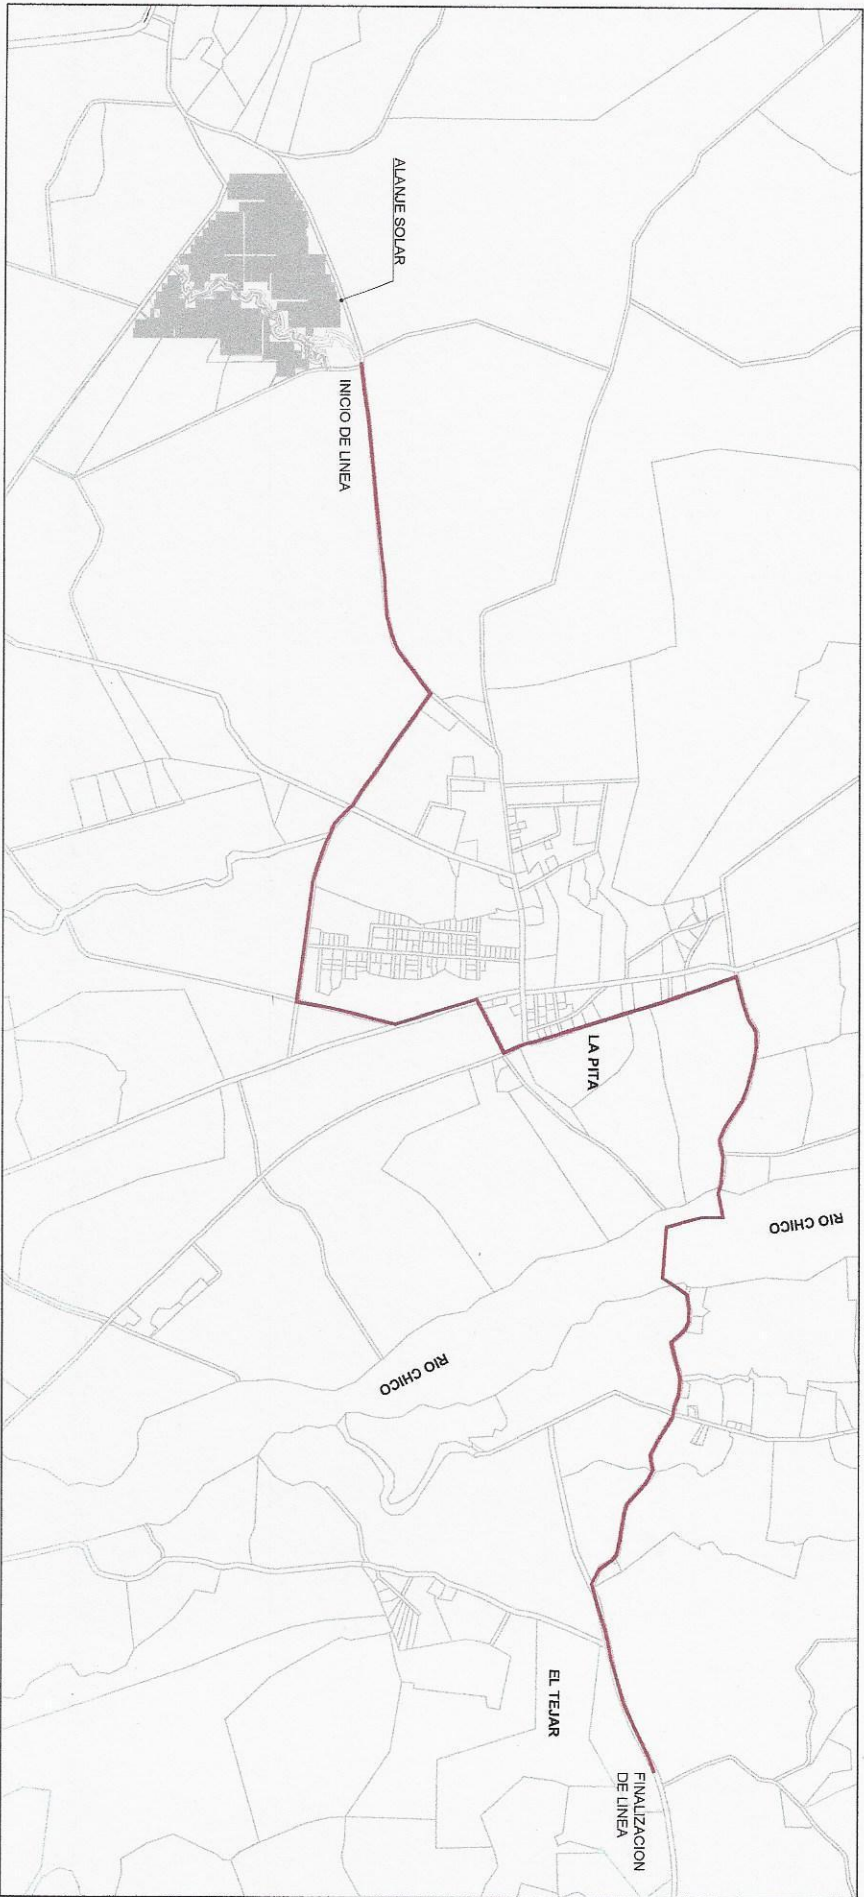 ALANJE SOLAR
INICIO DE LINEA
LA PITA
RIO CHICO
RIO CHICO
EL TEJAR
FINALIZACION
DE LINEA